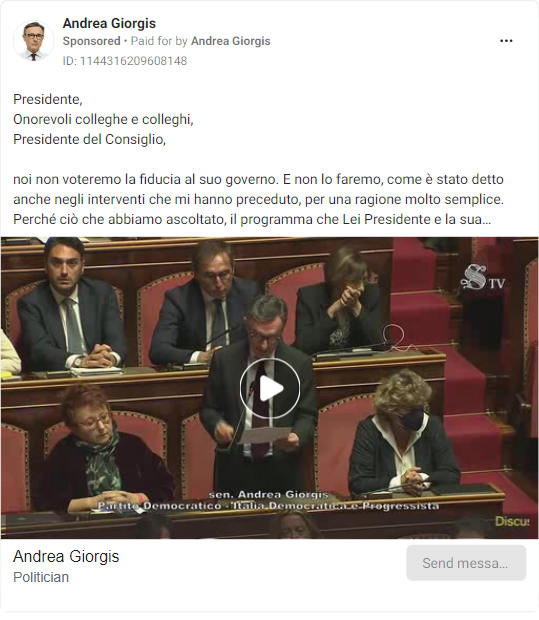 Andrea Giorgis
Sponsored • Paid for by Andrea Giorgis
ID: 1144316209608148
Presidente,
Onorevoli colleghe e colleghi,
Presidente del Consiglio,
noi non voteremo la fiducia al suo governo. E non lo faremo, come è stato detto
anche negli interventi che mi hanno preceduto, per una ragione molto semplice.
Perché ciò che abbiamo ascoltato, il programma che Lei Presidente e la sua...
S TV
sen. Andrea Giorgis
Partito Democratico - Italia Democratica e Progressista
Discu
Andrea Giorgis
Politician
Send messa...